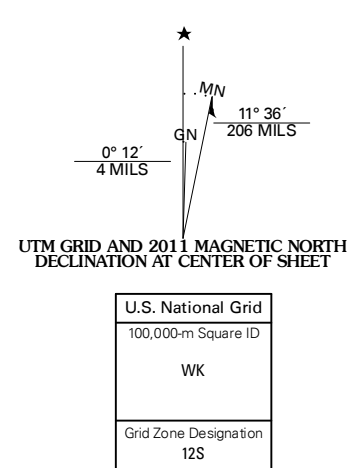 ★
MN
11° 36´
206 MILS
GN
0° 12´
4 MILS
UTM GRID AND 2011 MAGNETIC NORTH
DECLINATION AT CENTER OF SHEET
U.S. National Grid
100,000-m Square ID
WK
Grid Zone Designation
12S